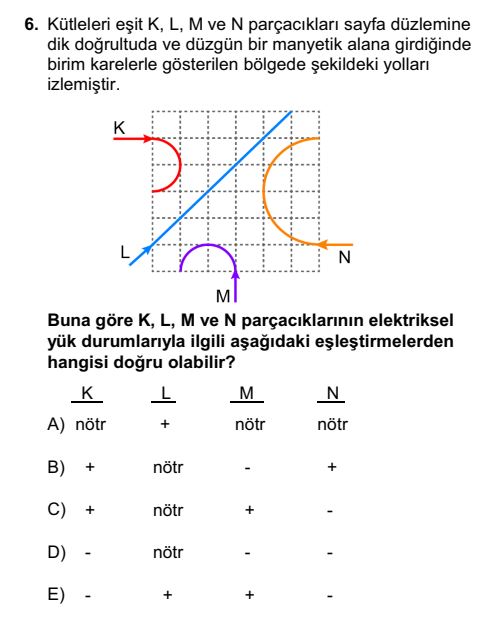 6. Kütleleri eşit K, L, M ve N parçacıkları sayfa düzlemine
dik doğrultuda ve düzgün bir manyetik alana girdiğinde
birim karelerle gösterilen bölgede şekildeki yolları
izlemiştir.
K
L
N
M
Buna göre K, L, M ve N parçacıklarının elektriksel
yük durumlarıyla ilgili aşağıdaki eşleştirmelerden
hangisi doğru olabilir?
K L M N
A) nötr + nötr nötr
B) + nötr - +
C) + nötr + -
D) - nötr - -
E) - + + -